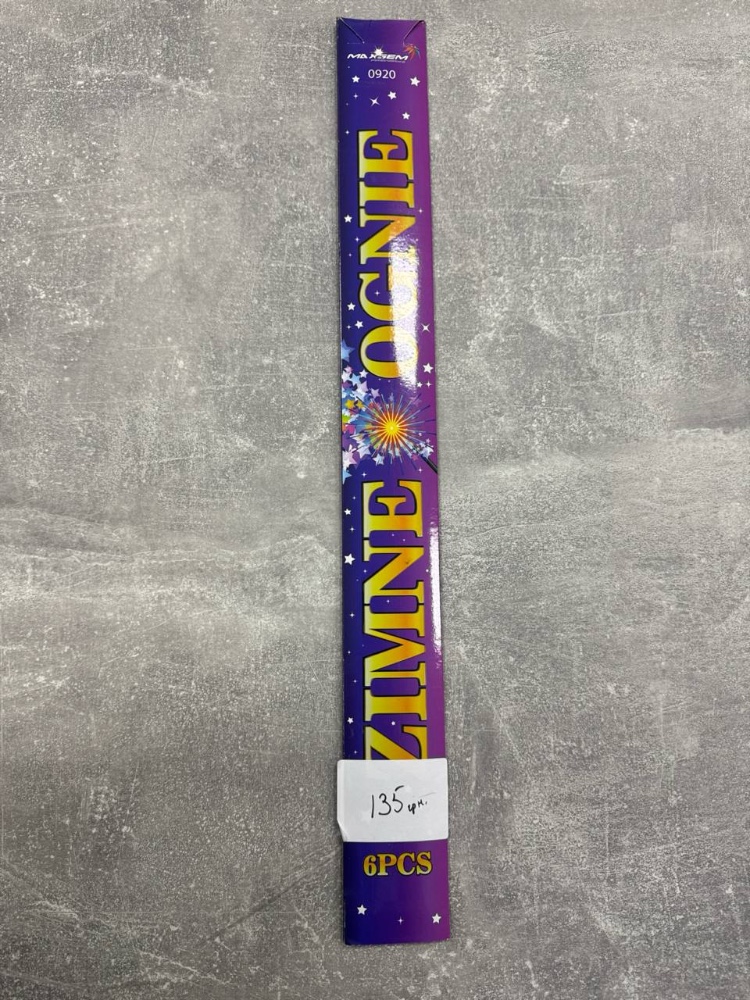 MAXSEM
0920
ZIMNE OGNIE
135 грн.
6PCS